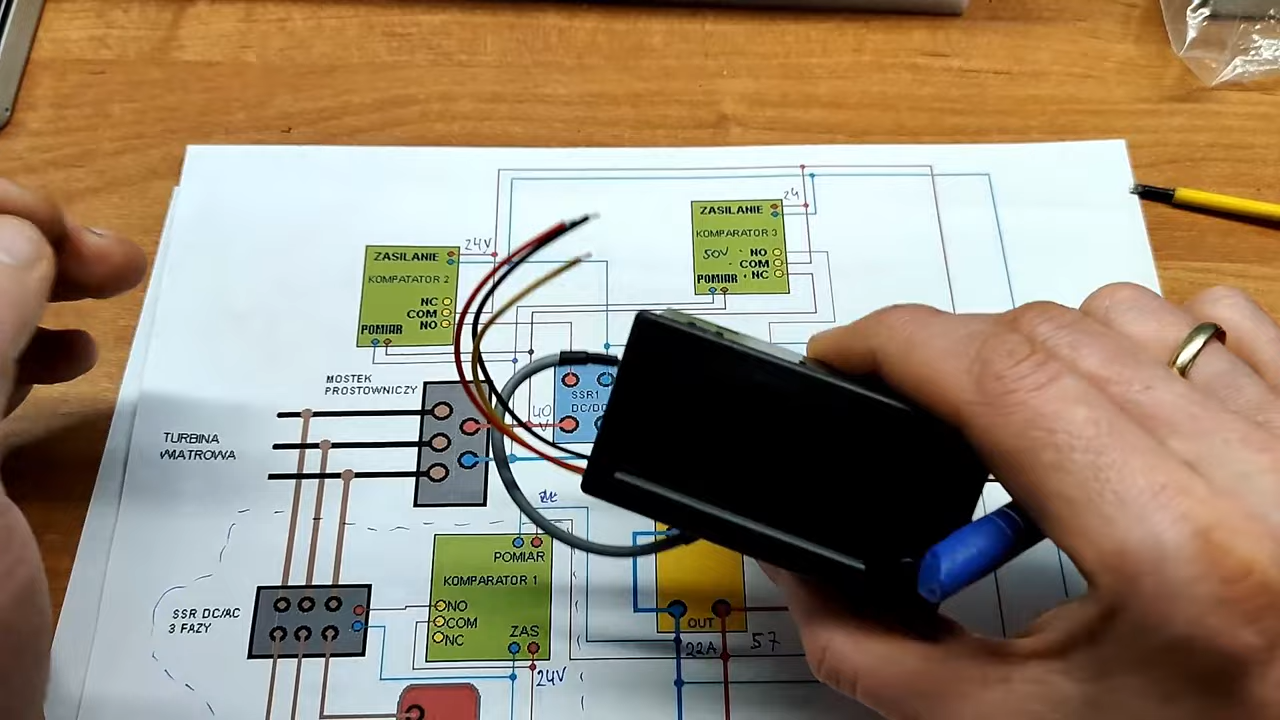 ZASILANIE
24V
KOMPATATOR 2
NC
COM
NO
POMIAR
ZASILANIE
24
KOMPARATOR 3
50V
NO
COM
NC
POMIAR
MOSTEK
PROSTOWNICZY
TURBINA
WIATROWA
SSR1
DC/DC
40
V
POMIAR
KOMPARATOR 1
NO
COM
NC
ZAS
24V
SSR DC/AC
3 FAZY
OUT
22A
57